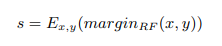 s = E_{x,y}(margin_{RF}(x, y))